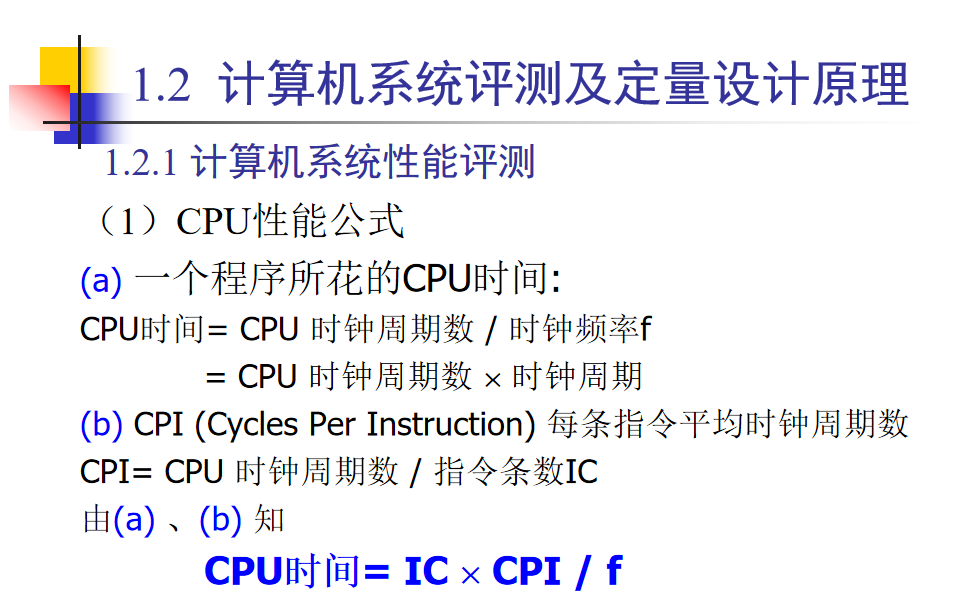 1.2 计算机系统评测及定量设计原理
1.2.1 计算机系统性能评测
（1）CPU性能公式
(a) 一个程序所花的CPU时间:
CPU时间= CPU 时钟周期数 / 时钟频率f
= CPU 时钟周期数 × 时钟周期
(b) CPI (Cycles Per Instruction) 每条指令平均时钟周期数
CPI= CPU 时钟周期数 / 指令条数IC
由(a) 、(b) 知
CPU时间= IC × CPI / f